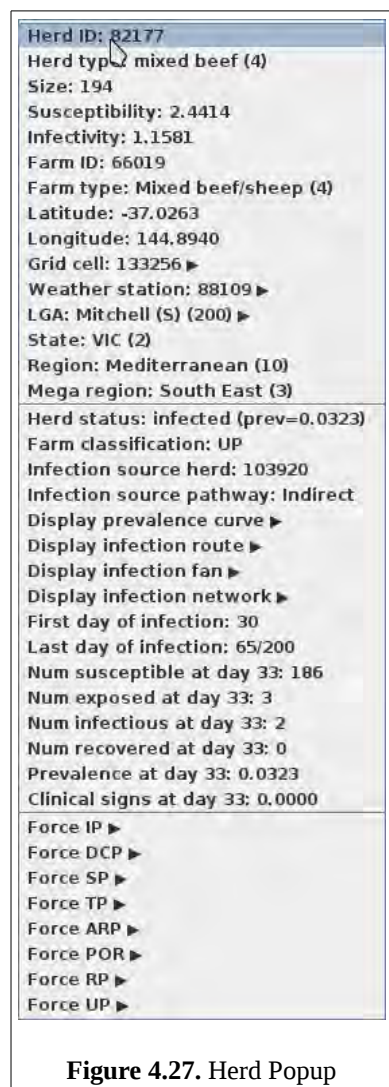 Herd ID: 82177
Herd type: mixed beef (4)
Size: 194
Susceptibility: 2.4414
Infectivity: 1.1581
Farm ID: 66019
Farm type: Mixed beef/sheep (4)
Latitude: -37.0263
Longitude: 144.8940
Grid cell: 133256 ▶
Weather station: 88109 ▶
LGA: Mitchell (S) (200) ▶
State: VIC (2)
Region: Mediterranean (10)
Mega region: South East (3)
Herd status: infected (prev=0.0323)
Farm classification: UP
Infection source herd: 103920
Infection source pathway: Indirect
Display prevalence curve ▶
Display infection route ▶
Display infection fan ▶
Display infection network ▶
First day of infection: 30
Last day of infection: 65/200
Num susceptible at day 33: 186
Num exposed at day 33: 3
Num infectious at day 33: 2
Num recovered at day 33: 0
Prevalence at day 33: 0.0323
Clinical signs at day 33: 0.0000
Force IP ▶
Force DCP ▶
Force SP ▶
Force TP ▶
Force ARP ▶
Force POR ▶
Force RP ▶
Force UP ▶
Figure 4.27. Herd Popup